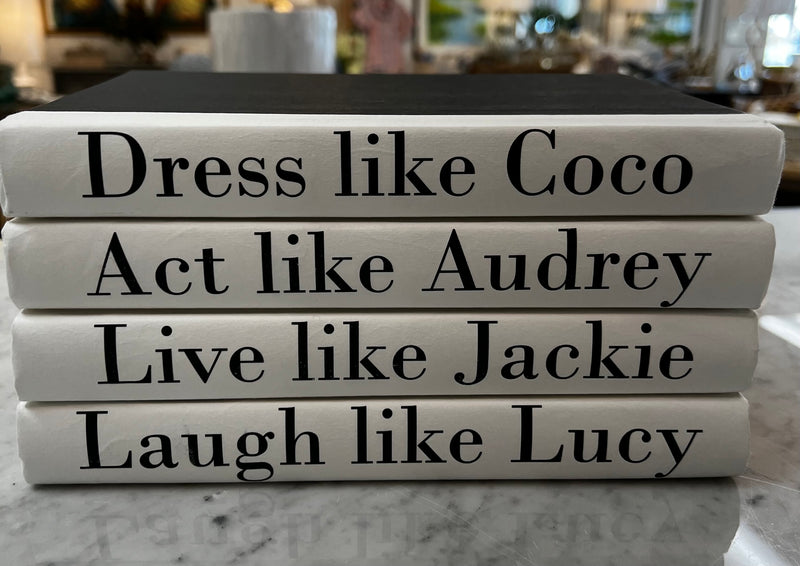 Dress like Coco
Act like Audrey
Live like Jackie
Laugh like Lucy